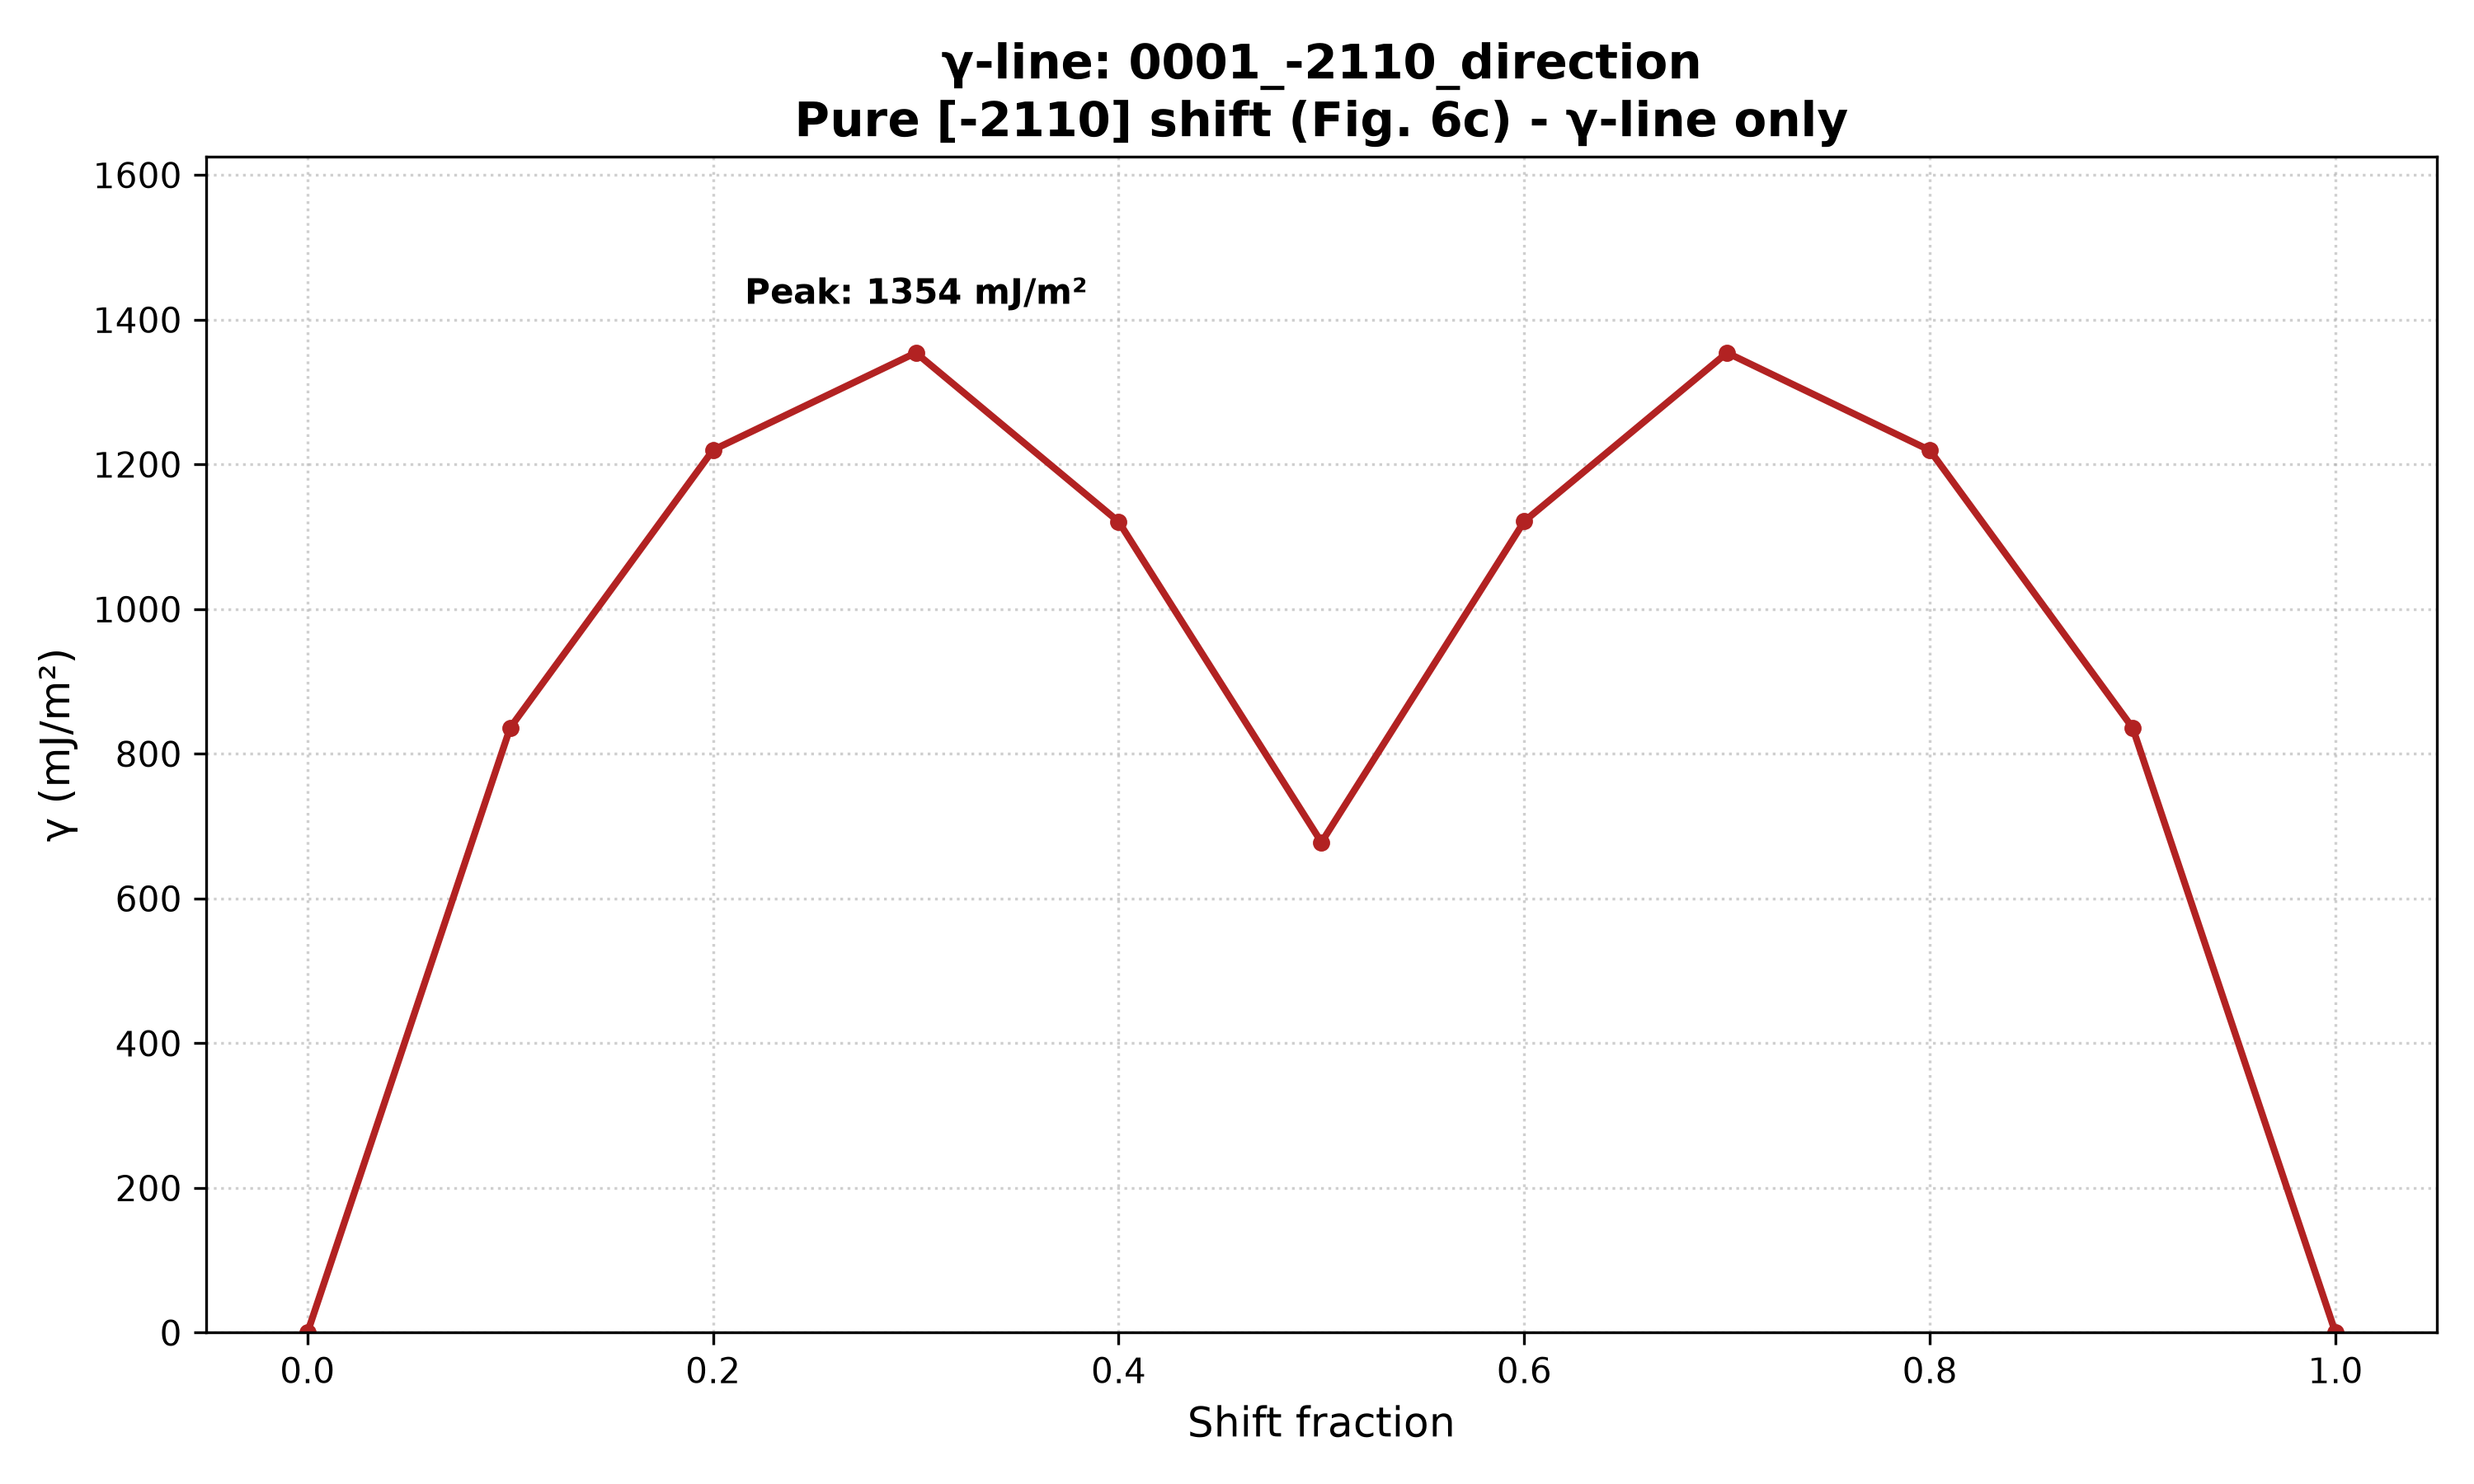 γ-line: 0001_-2110_direction
Pure [-2110] shift (Fig. 6c) - γ-line only
1600
1400
1200
1000
800
600
400
200
0
γ (mJ/m²)
Peak: 1354 mJ/m²
0.0 0.2 0.4 0.6 0.8 1.0
Shift fraction